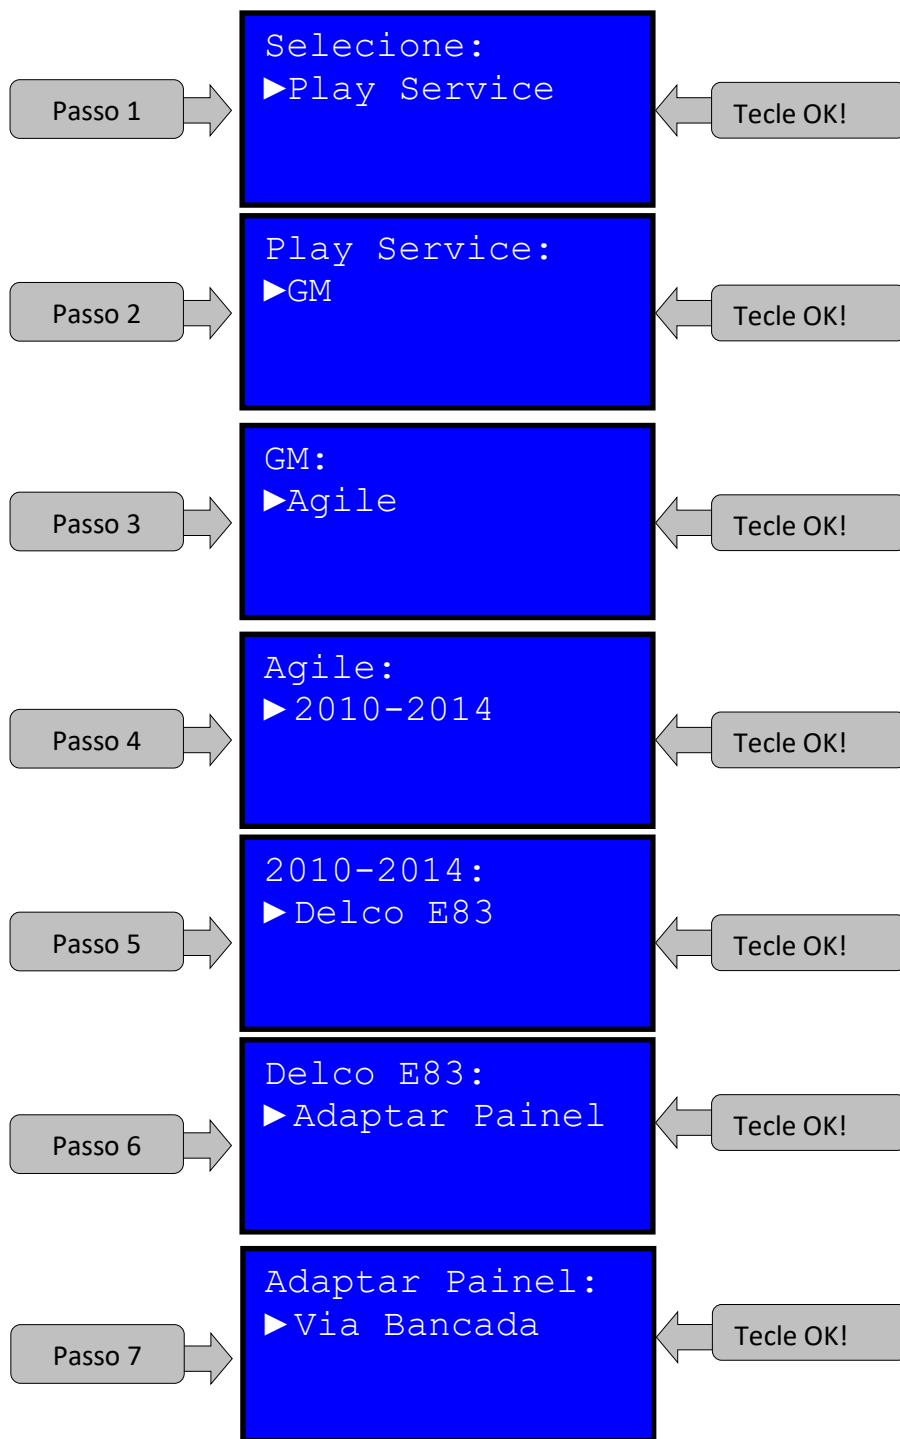 Passo 1
Selecione:
►Play Service
Tecle OK!
Passo 2
Play Service:
►GM
Tecle OK!
Passo 3
GM:
►Agile
Tecle OK!
Passo 4
Agile:
►2010-2014
Tecle OK!
Passo 5
2010-2014:
►Delco E83
Tecle OK!
Passo 6
Delco E83:
►Adaptar Painel
Tecle OK!
Passo 7
Adaptar Painel:
►Via Bancada
Tecle OK!